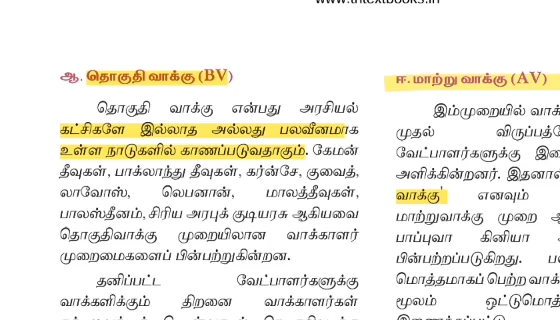 www.tntextbooks.in
ஆ. தொகுதி வாக்கு (BV)
தொகுதி வாக்கு என்பது அரசியல்
கட்சிகளே இல்லாத அல்லது பலவீனமாக
உள்ள நாடுகளில் காணப்படுவதாகும். கேமன்
தீவுகள், பாக்லாந்து தீவுகள், கர்ன்சே, குவைத்,
லாவோஸ், லெபனான், மாலத்தீவுகள்,
பாலஸ்தீனம், சிரிய அரபுக் குடியரசு ஆகியவை
தொகுதிவாக்கு முறையிலான வாக்காளர்
முறைமைகளைப் பின்பற்றுகின்றன.
தனிப்பட்ட வேட்பாளர்களுக்கு
வாக்களிக்கும் திறனை வாக்காளர்கள்
ஈ. மாற்று வாக்கு (AV)
இம்முறையில் வாக்
முதல் விருப்பத்
வேட்பாளர்களுக்கு
அளிக்கின்றனர். இதனால்
வாக்கு' எனவும்
மாற்றுவாக்கு முறை
பாப்புவா கினியா
பின்பற்றப்படுகிறது.
மொத்தமாகப் பெற்ற வாக்
மூலம் ஒட்டுமொத்